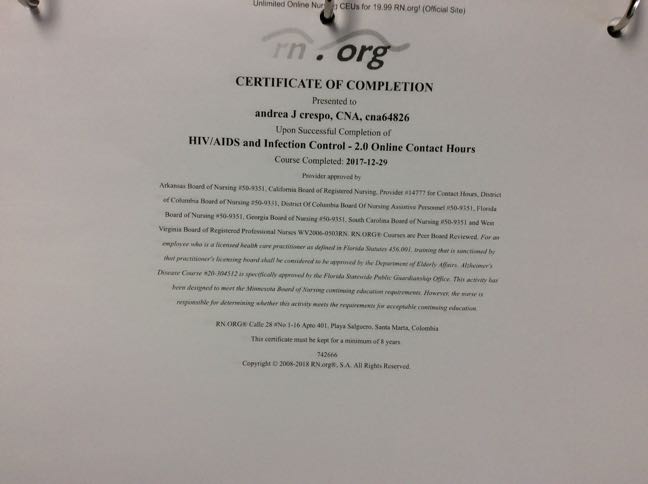 Unlimited Online Nursing CEUs for 19.99 RN.org! (Official Site)
rn.org
CERTIFICATE OF COMPLETION
Presented to
andrea J crespo, CNA, cna64826
Upon Successful Completion of
HIV/AIDS and Infection Control - 2.0 Online Contact Hours
Course Completed: 2017-12-29
Provider approved by
Arkansas Board of Nursing #50-9351, California Board of Registered Nursing, Provider #14777 for Contact Hours, District
of Columbia Board of Nursing #50-9351, District Of Columbia Board Of Nursing Assistive Personnel #50-9351, Florida
Board of Nursing #50-9351, Georgia Board of Nursing #50-9351, South Carolina Board of Nursing #50-9351 and West
Virginia Board of Registered Professional Nurses WV2006-0503RN. RN.ORG® Courses are Peer Board Reviewed. For an
employee who is a licensed health care practitioner as defined in Florida Statutes 456.001, training that is sanctioned by
that practitioner's licensing board shall be considered to be approved by the Department of Elderly Affairs. Alzheimer's
Disease Course #20-304512 is specifically approved by the Florida Statewide Public Guardianship Office. This activity has
been designed to meet the Minnesota Board of Nursing continuing education requirements. However, the nurse is
responsible for determining whether this activity meets the requirements for acceptable continuing education.
RN.ORG® Calle 28 #No 1-16 Apto 401, Playa Salguero, Santa Marta, Colombia
This certificate must be kept for a minimum of 8 years.
742666
Copyright © 2008-2018 RN.org®, S.A. All Rights Reserved.